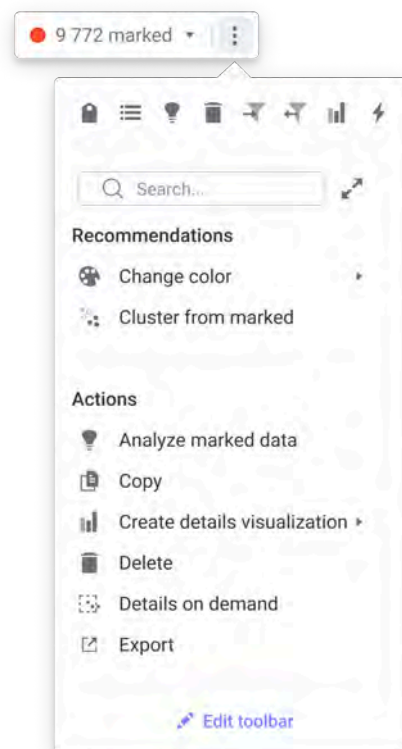 9 772 marked
Search...
Recommendations
Change color
Cluster from marked
Actions
Analyze marked data
Copy
Create details visualization
Delete
Details on demand
Export
Edit toolbar